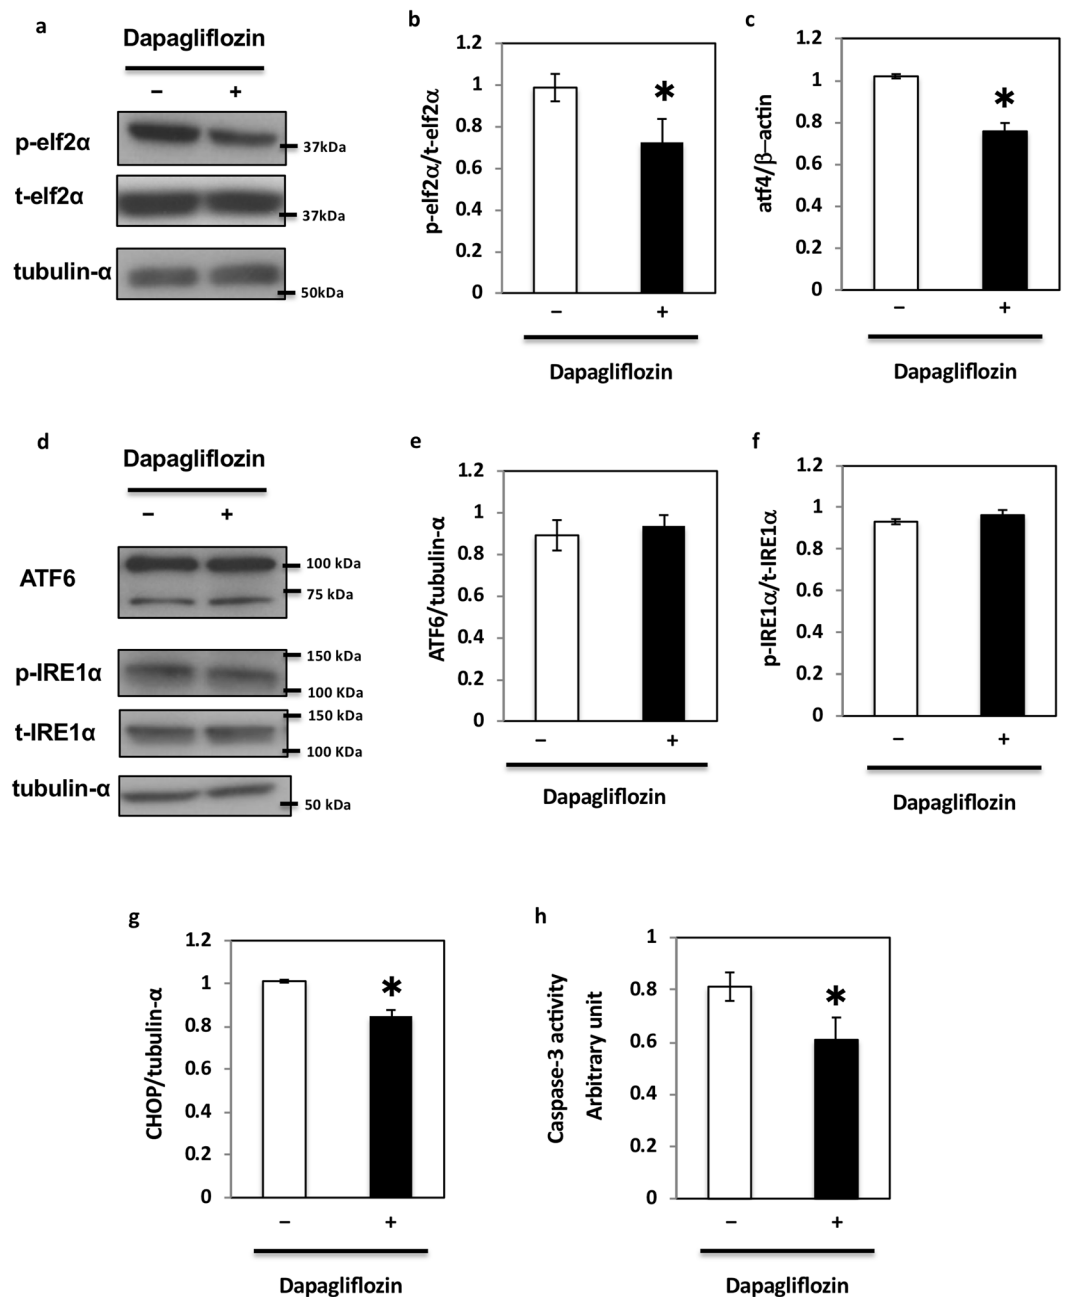 a
Dapagliflozin
− +
p-eIf2α
37kDa
t-eIf2α
37kDa
tubulin-α
50kDa
b
p-elf2α/t-elf2α
1.2
1
0.8
0.6
0.4
0.2
0
*
− +
Dapagliflozin
c
atf4/β−actin
1.2
1
0.8
0.6
0.4
0.2
0
*
− +
Dapagliflozin
d
Dapagliflozin
− +
ATF6
100 kDa
75 kDa
p-IRE1α
150 kDa
100 KDa
t-IRE1α
150 kDa
100 KDa
tubulin-α
50 kDa
e
ATF6/tubulin-α
1.2
1
0.8
0.6
0.4
0.2
0
− +
Dapagliflozin
f
p-IRE1α/t-IRE1α
1.2
1
0.8
0.6
0.4
0.2
0
− +
Dapagliflozin
g
CHOP/tubulin-α
1.2
1
0.8
0.6
0.4
0.2
0
*
− +
Dapagliflozin
h
Caspase-3 activity
Arbitrary unit
1
0.8
0.6
0.4
0.2
0
*
− +
Dapagliflozin